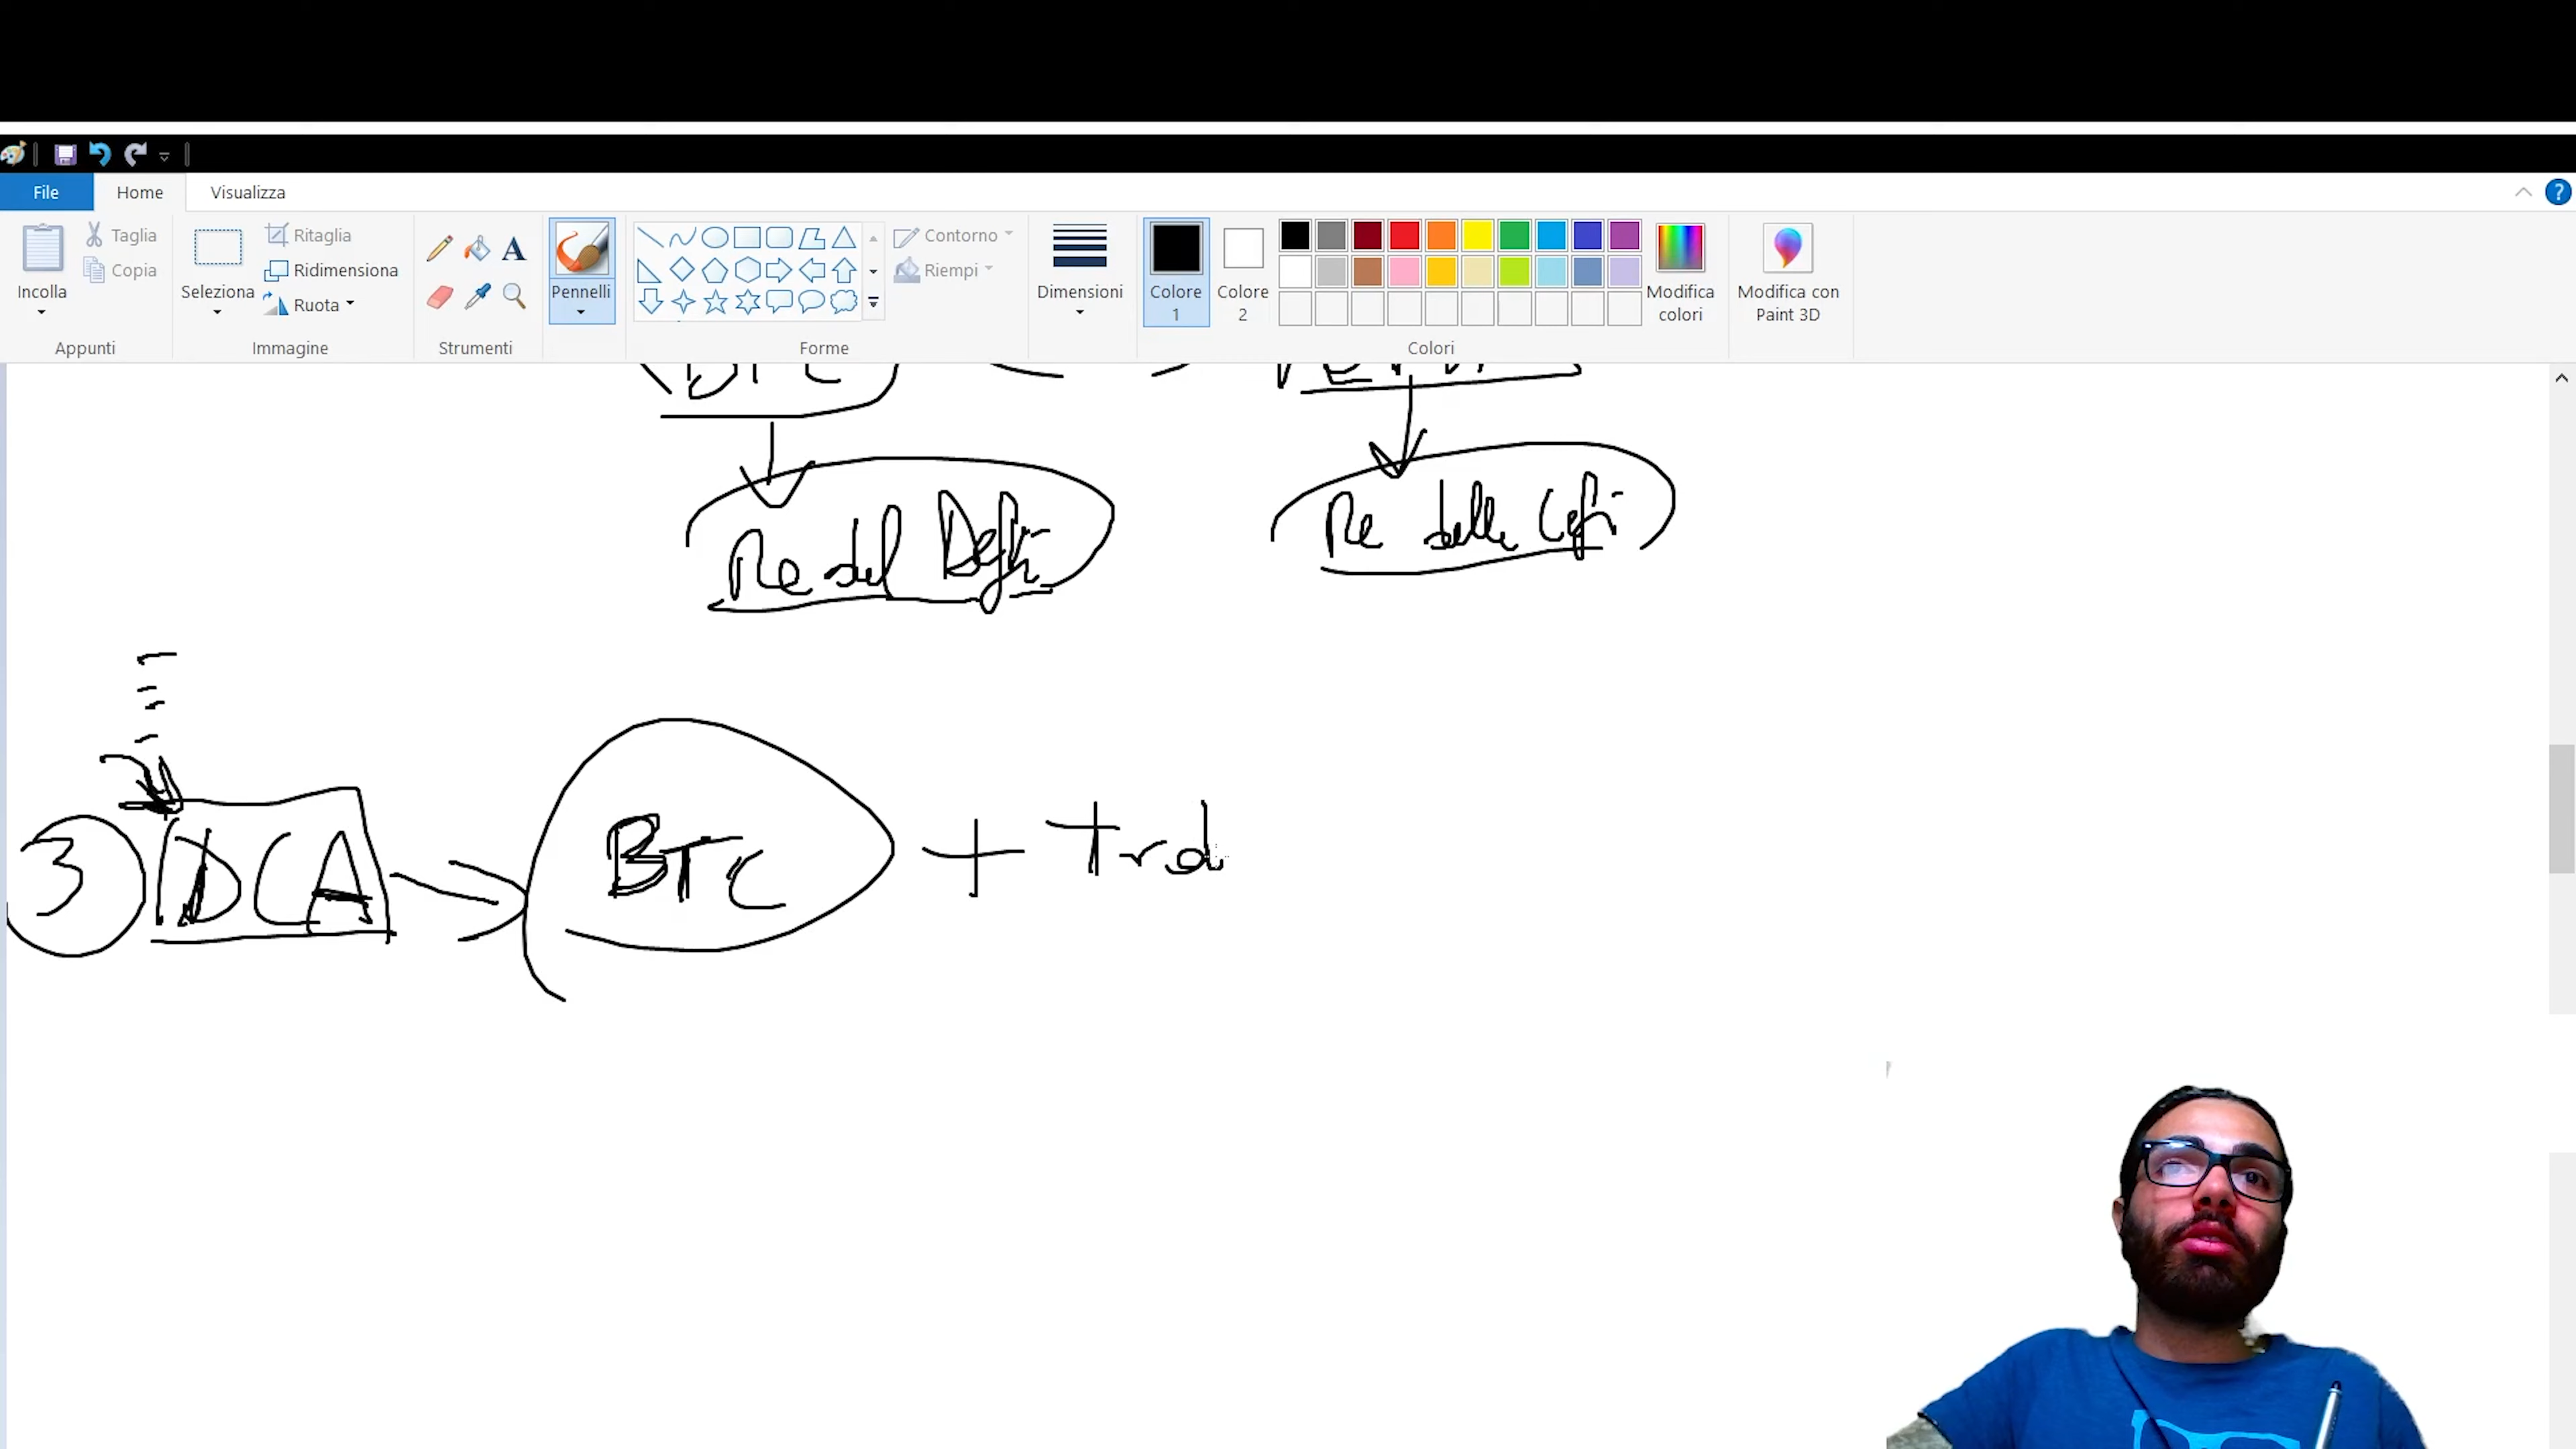 File Home Visualizza
Incolla
Taglia
Copia
Appunti
Seleziona
Ritaglia
Ridimensiona
Ruota
Immagine
Strumenti
Pennelli
Forme
Contorno
Riempi
Dimensioni
Colore 1
Colore 2
Colori
Modifica colori
Modifica con Paint 3D
BTC
Re del Defi
Re delle Cefi
3 DCA BTC + Trd